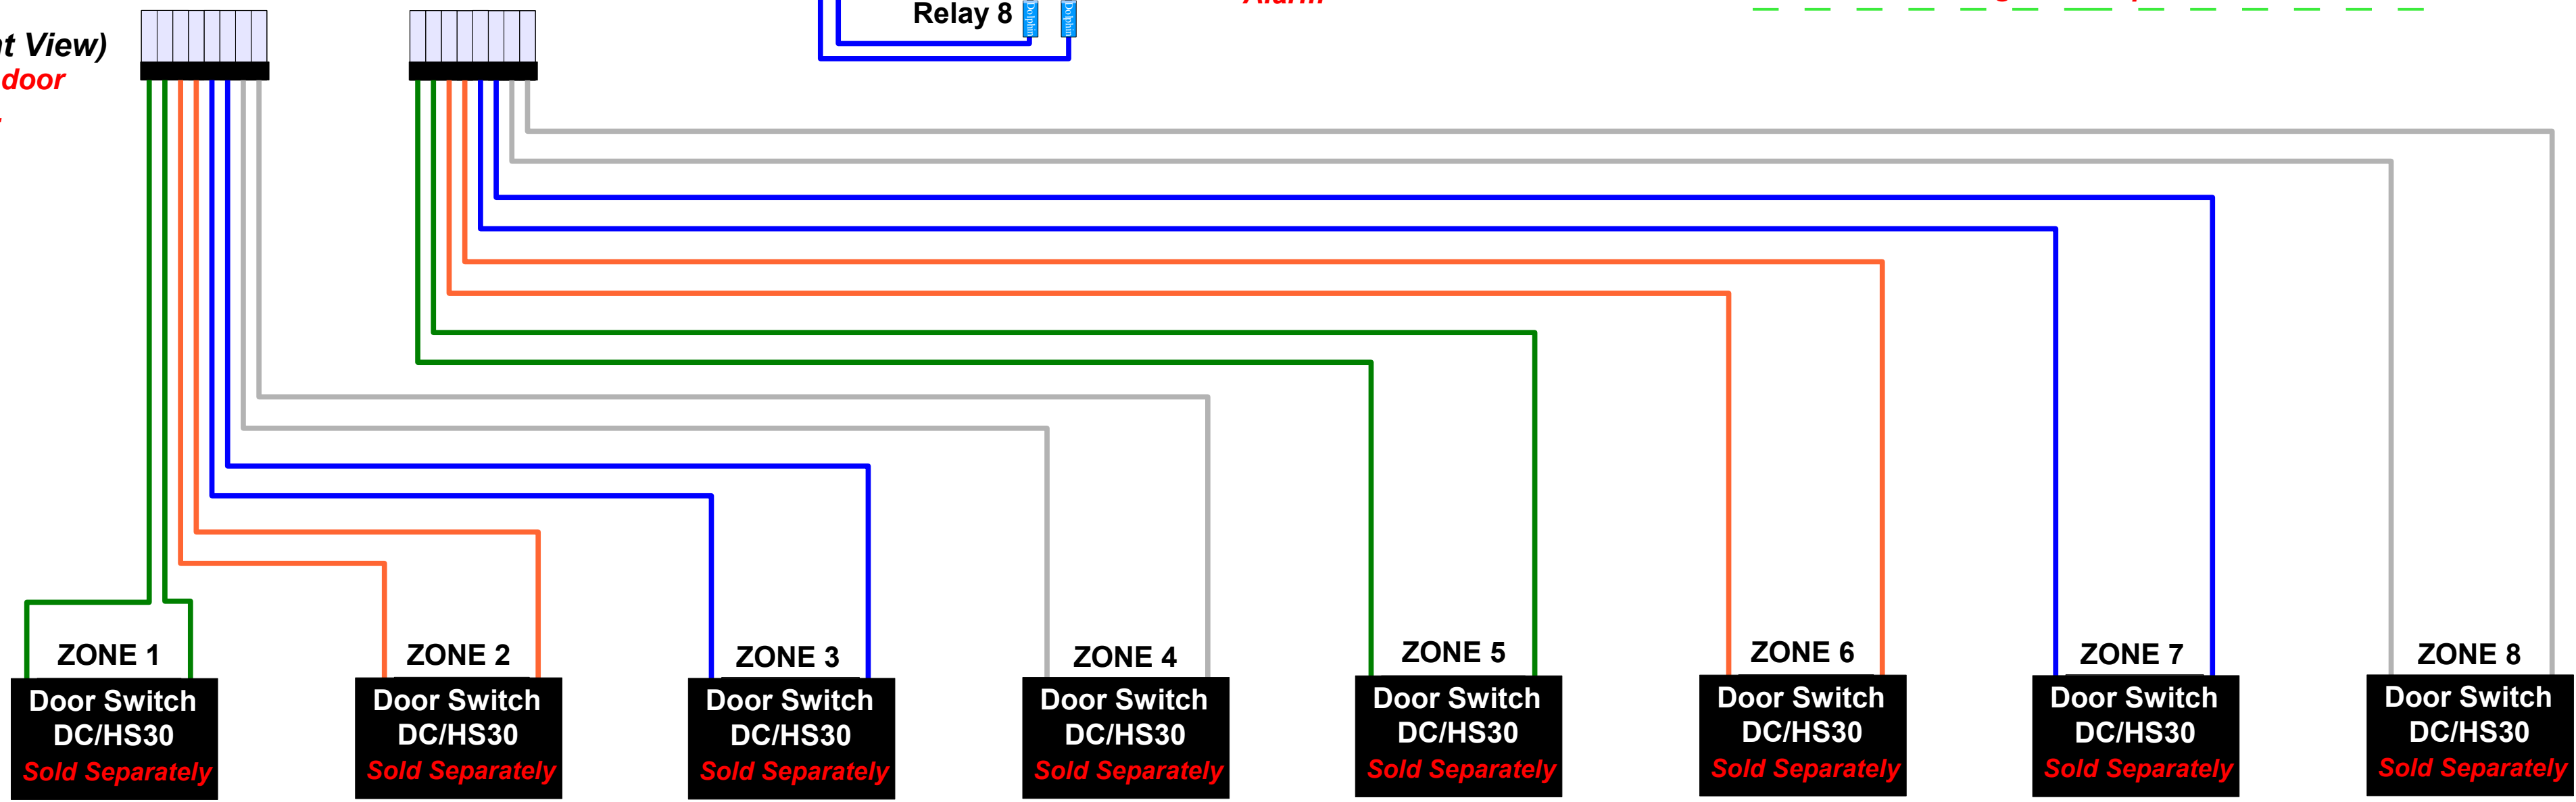 Relay 8
Dolphin
Dolphin
Alarm
t View)
door
ZONE 1
Door Switch
DC/HS30
Sold Separately
ZONE 2
Door Switch
DC/HS30
Sold Separately
ZONE 3
Door Switch
DC/HS30
Sold Separately
ZONE 4
Door Switch
DC/HS30
Sold Separately
ZONE 5
Door Switch
DC/HS30
Sold Separately
ZONE 6
Door Switch
DC/HS30
Sold Separately
ZONE 7
Door Switch
DC/HS30
Sold Separately
ZONE 8
Door Switch
DC/HS30
Sold Separately